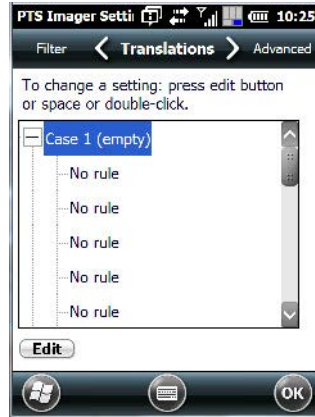 PTS Imager Setti 10:25
Filter Translations Advanced
To change a setting: press edit button
or space or double-click.
Case 1 (empty)
No rule
No rule
No rule
No rule
No rule
Edit
OK